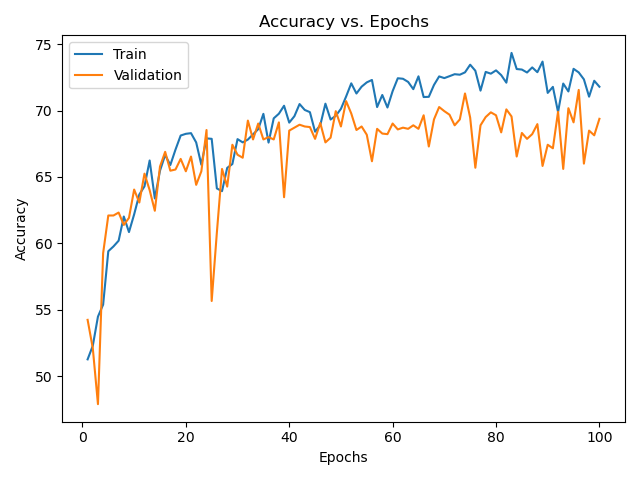 Accuracy vs. Epochs
Train
Validation
75
70
65
60
55
50
Accuracy
0 20 40 60 80 100
Epochs